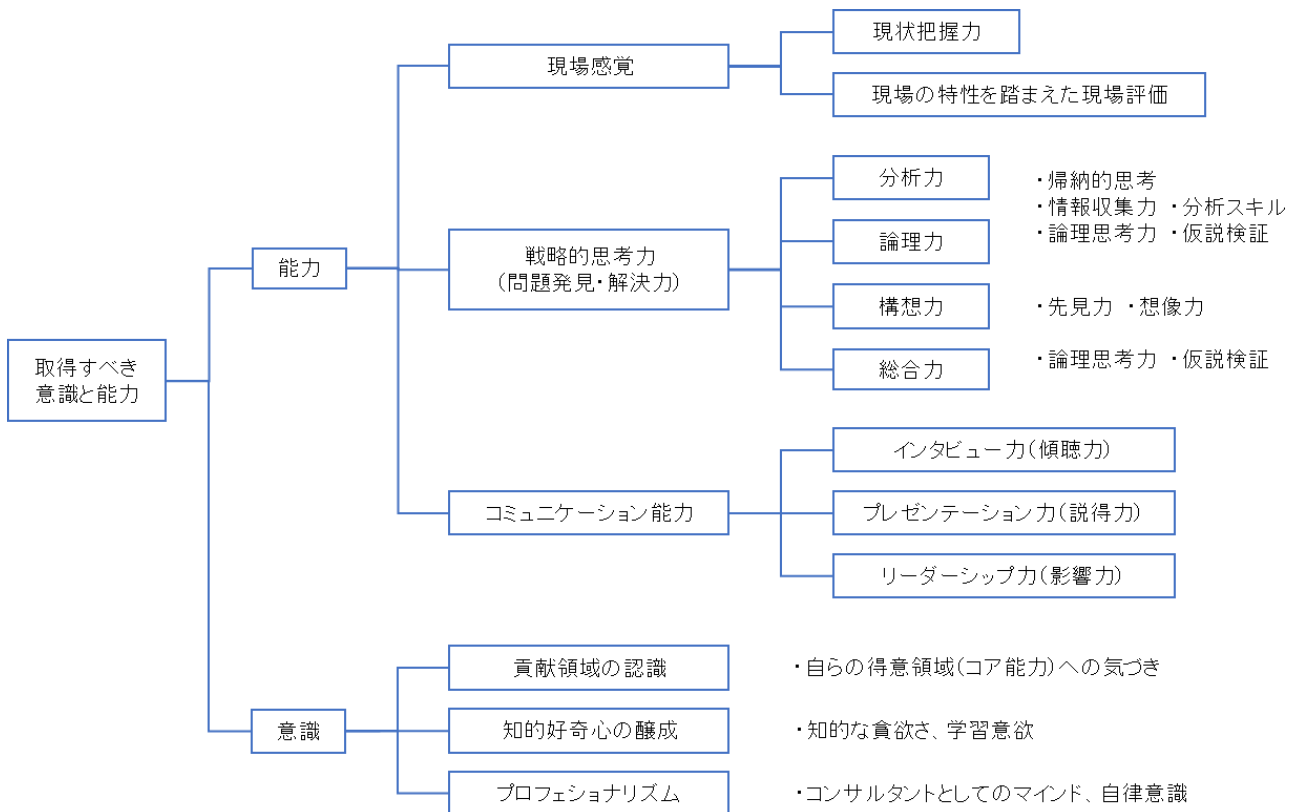 現状把握力
現場感覚
現場の特性を踏まえた現場評価
分析力
・帰納的思考
・情報収集力 ・分析スキル
論理力
・論理思考力 ・仮説検証
能力
戦略的思考力
(問題発見・解決力)
構想力
・先見力 ・想像力
総合力
・論理思考力 ・仮説検証
取得すべき
意識と能力
インタビュー力(傾聴力)
コミュニケーション能力
プレゼンテーション力(説得力)
リーダーシップ力(影響力)
貢献領域の認識
・自らの得意領域(コア能力)への気づき
意識
知的好奇心の醸成
・知的な貪欲さ、学習意欲
プロフェショナリズム
・コンサルタントとしてのマインド、自律意識